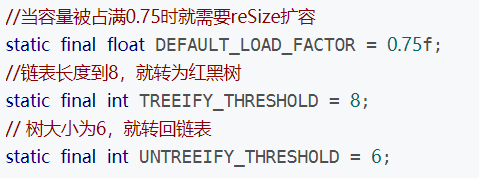 //当容量被占满0.75时就需要reSize扩容
static final float DEFAULT_LOAD_FACTOR = 0.75f;
//链表长度到8，就转为红黑树
static final int TREEIFY_THRESHOLD = 8;
// 树大小为6，就转回链表
static final int UNTREEIFY_THRESHOLD = 6;